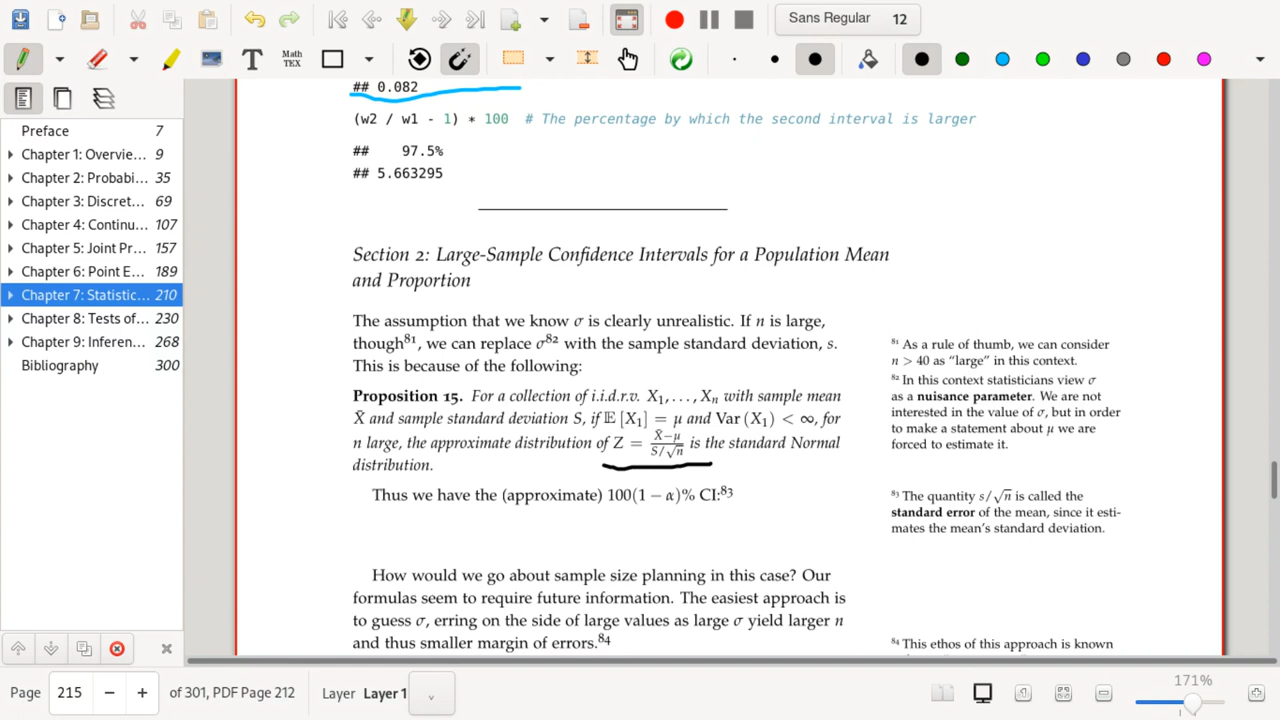 Sans Regular 12
T Math TEX
Preface 7
Chapter 1: Overvie... 9
Chapter 2: Probabi... 35
Chapter 3: Discret... 69
Chapter 4: Continu... 107
Chapter 5: Joint Pr... 157
Chapter 6: Point E... 189
Chapter 7: Statistic... 210
Chapter 8: Tests of... 230
Chapter 9: Inferen... 268
Bibliography 300
## 0.082
(w2 / w1 - 1) * 100 # The percentage by which the second interval is larger
## 97.5%
## 5.663295
Section 2: Large-Sample Confidence Intervals for a Population Mean
and Proportion
The assumption that we know σ is clearly unrealistic. If n is large,
though⁸¹, we can replace σ⁸² with the sample standard deviation, s.
This is because of the following:
Proposition 15. For a collection of i.i.d.r.v. X₁, . . . , Xₙ with sample mean
X̄ and sample standard deviation S, if 𝔼 [X₁] = μ and Var (X₁) < ∞, for
n large, the approximate distribution of Z = (X̄−μ)/(S/√n) is the standard Normal
distribution.
Thus we have the (approximate) 100(1 − α)% CI:⁸³
How would we go about sample size planning in this case? Our
formulas seem to require future information. The easiest approach is
to guess σ, erring on the side of large values as large σ yield larger n
and thus smaller margin of errors.⁸⁴
⁸¹ As a rule of thumb, we can consider
n > 40 as “large” in this context.
⁸² In this context statisticians view σ
as a nuisance parameter. We are not
interested in the value of σ, but in order
to make a statement about μ we are
forced to estimate it.
⁸³ The quantity s/√n is called the
standard error of the mean, since it esti-
mates the mean’s standard deviation.
⁸⁴ This ethos of this approach is known
Page 215 − + of 301, PDF Page 212 Layer Layer 1 171%